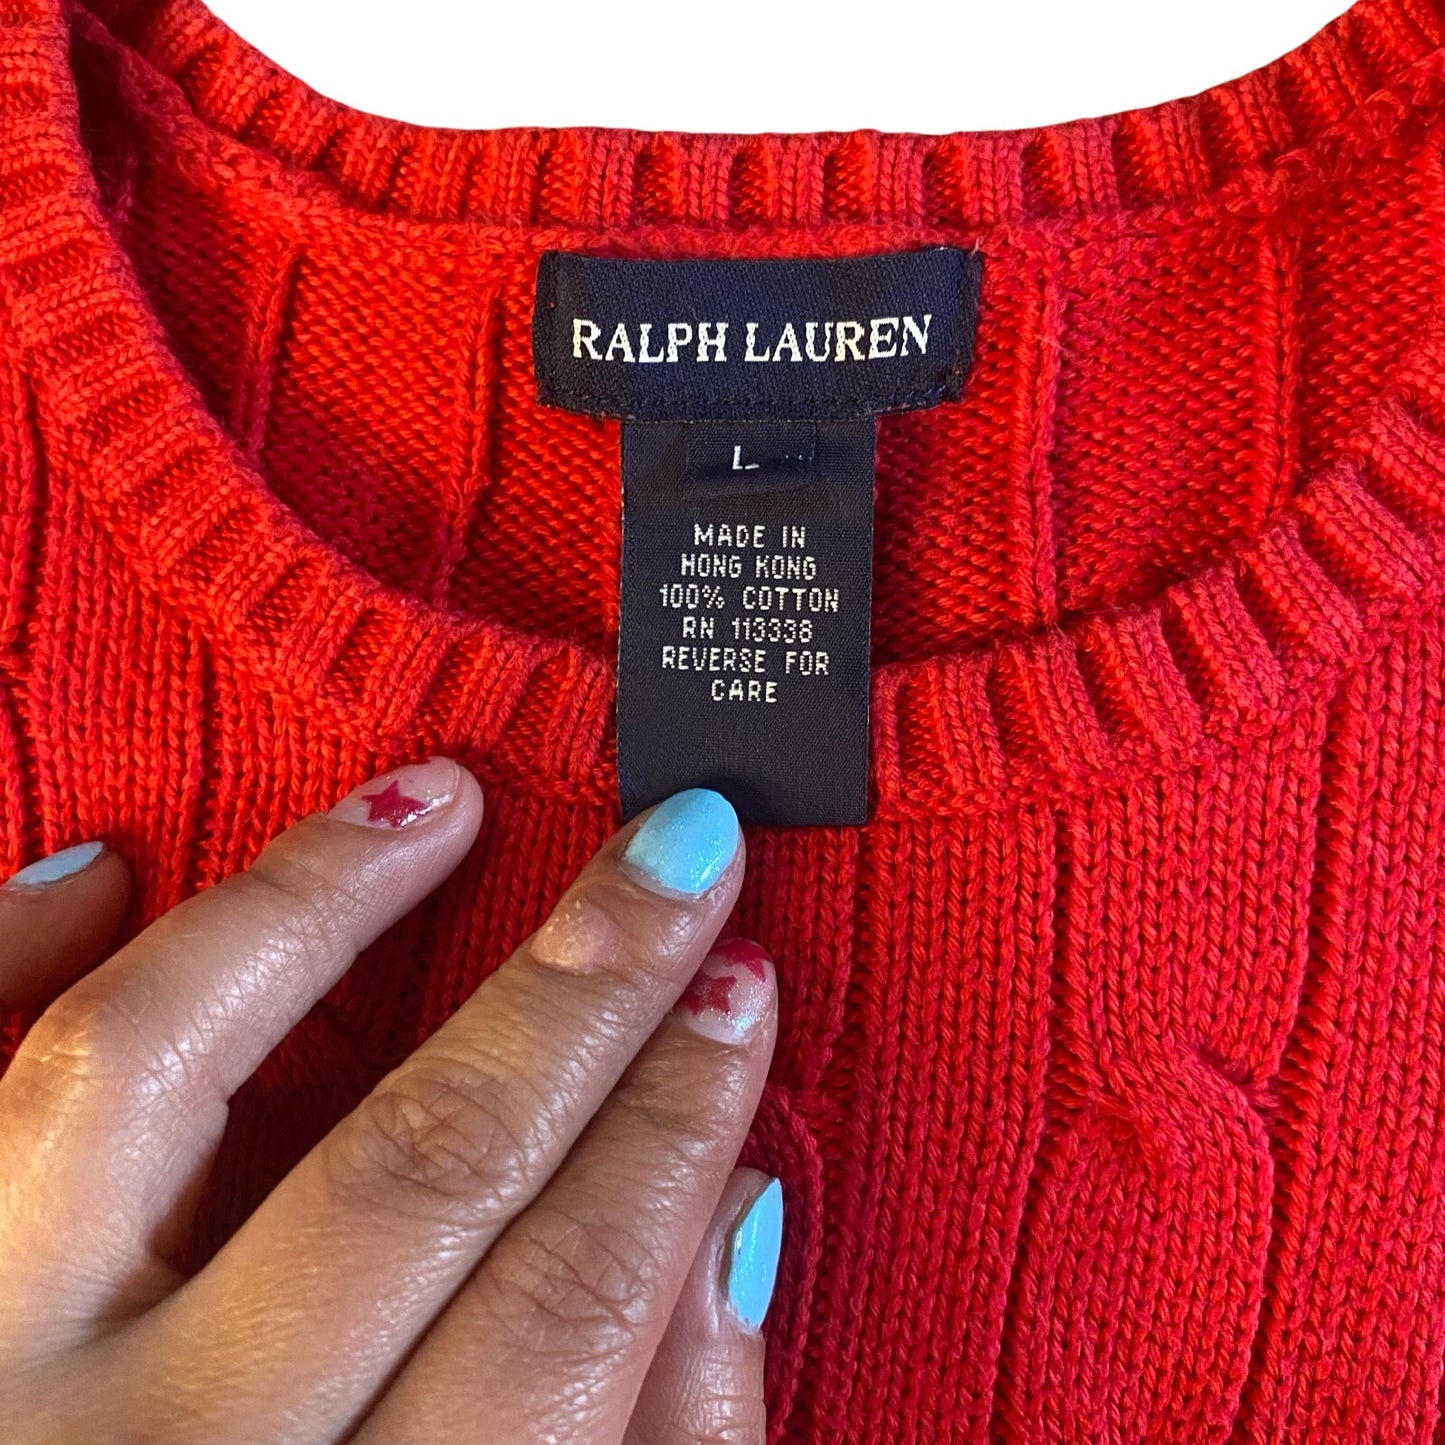 RALPH LAUREN
L
MADE IN
HONG KONG
100% COTTON
RN 113338
REVERSE FOR
CARE